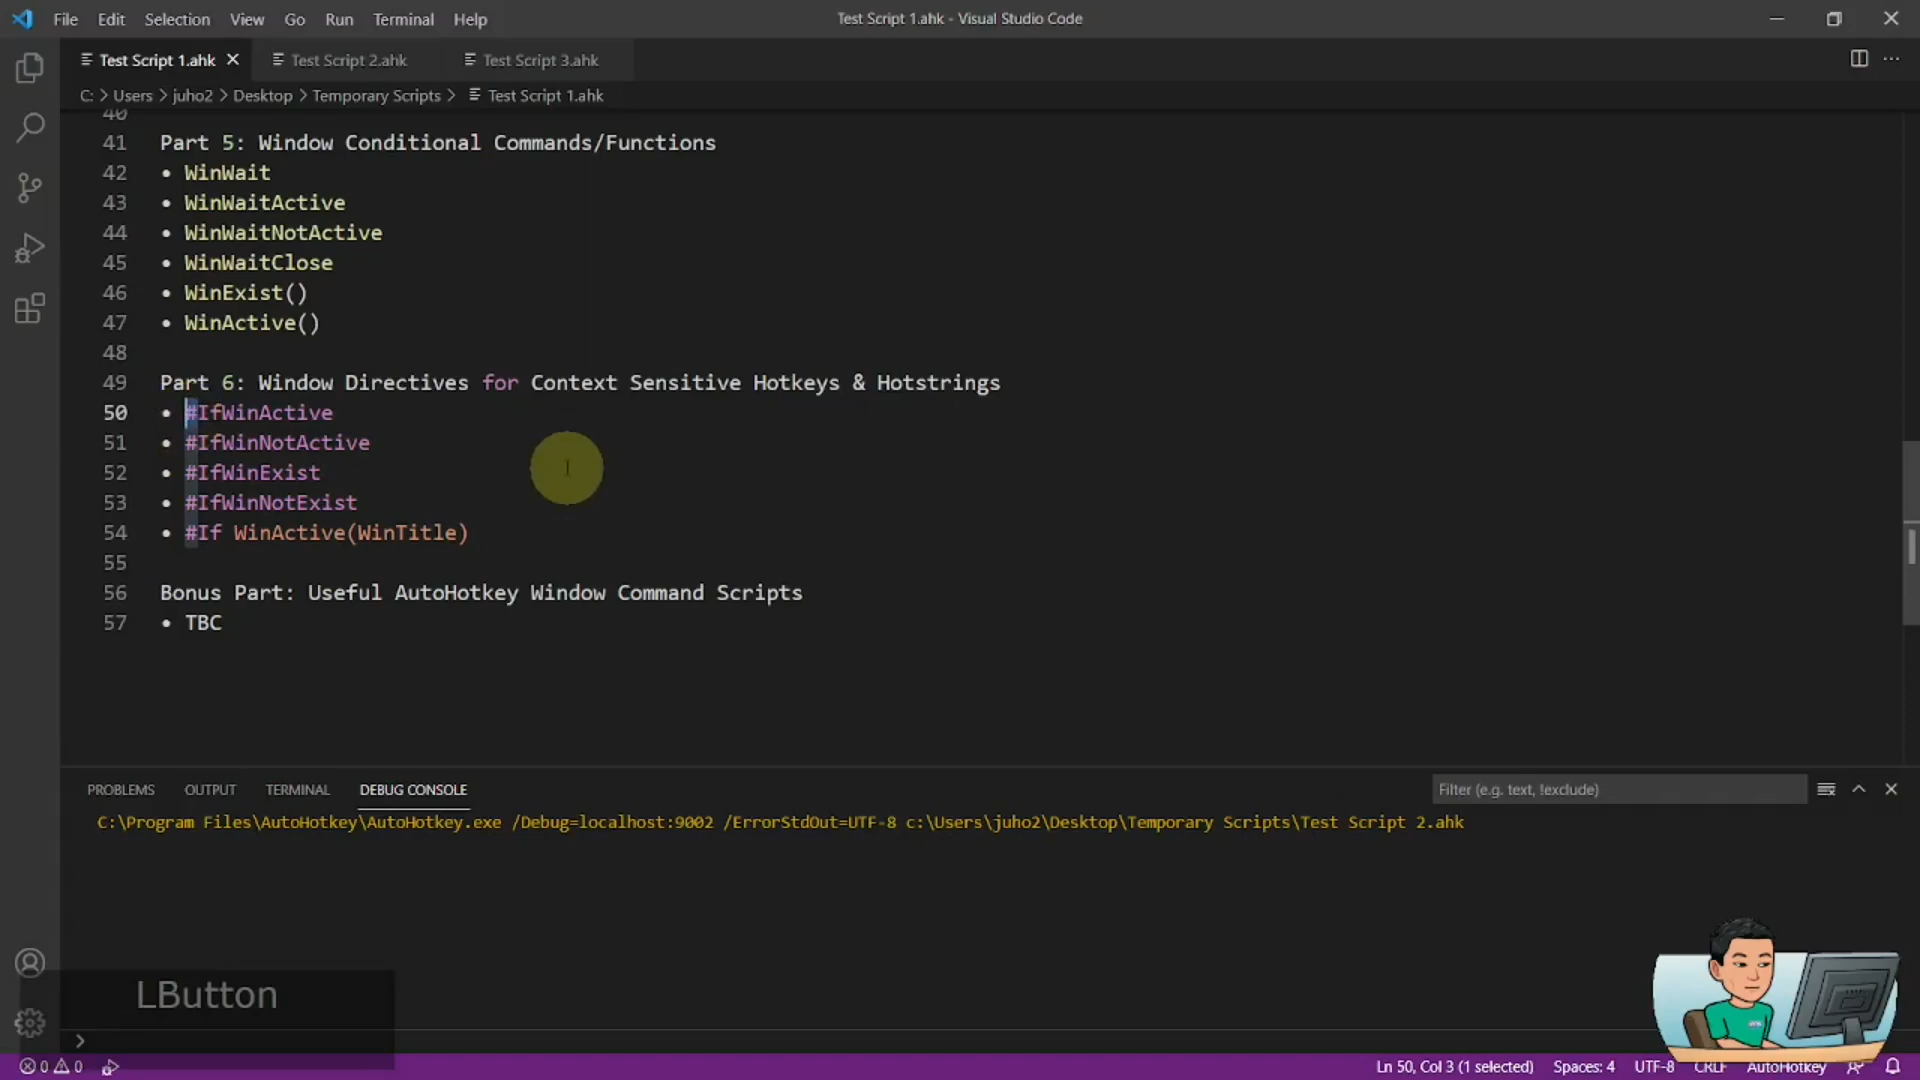 File Edit Selection View Go Run Terminal Help
Test Script 1.ahk - Visual Studio Code
Test Script 1.ahk
Test Script 2.ahk
Test Script 3.ahk
C: > Users > juho2 > Desktop > Temporary Scripts > Test Script 1.ahk
40
41 Part 5: Window Conditional Commands/Functions
42 • WinWait
43 • WinWaitActive
44 • WinWaitNotActive
45 • WinWaitClose
46 • WinExist()
47 • WinActive()
48
49 Part 6: Window Directives for Context Sensitive Hotkeys & Hotstrings
50 • #IfWinActive
51 • #IfWinNotActive
52 • #IfWinExist
53 • #IfWinNotExist
54 • #If WinActive(WinTitle)
55
56 Bonus Part: Useful AutoHotkey Window Command Scripts
57 • TBC
PROBLEMS OUTPUT TERMINAL DEBUG CONSOLE
Filter (e.g. text, !exclude)
C:\Program Files\AutoHotkey\AutoHotkey.exe /Debug=localhost:9002 /ErrorStdOut=UTF-8 c:\Users\juho2\Desktop\Temporary Scripts\Test Script 2.ahk
LButton
0 0
Ln 50, Col 3 (1 selected) Spaces: 4 UTF-8 CRLF AutoHotkey